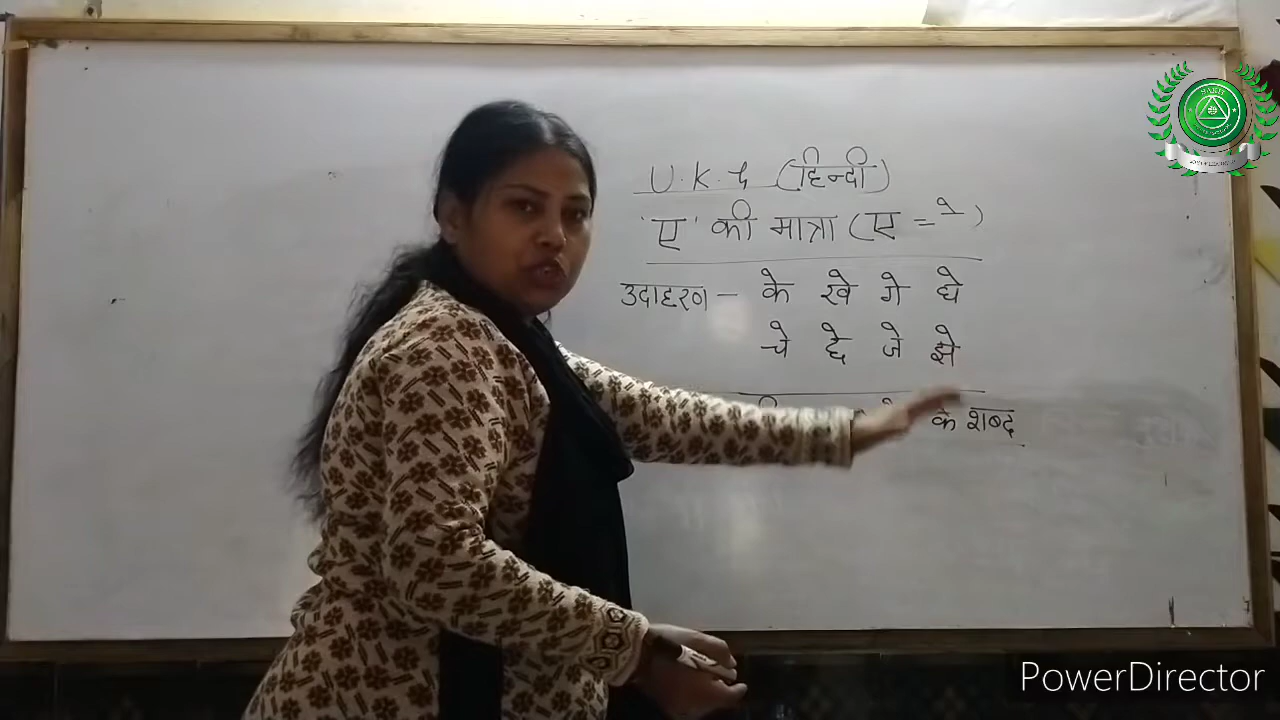 U.K.G (हिन्दी)
'ए' की मात्रा (ए = े)
उदाहरण - के खे गे घे
चे छे जे झे
के शब्द
PowerDirector